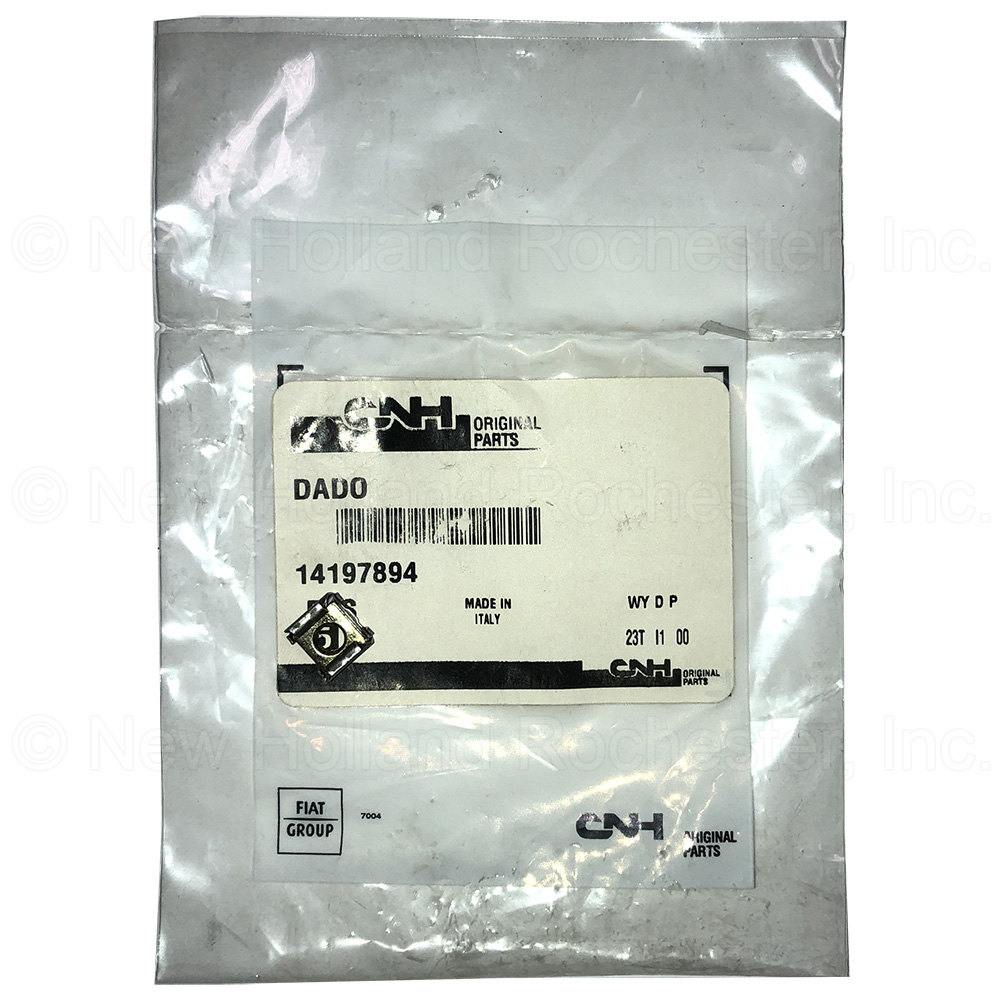 © New Holland Rochester, Inc.
CNH ORIGINAL PARTS
DADO
© New Holland Rochester, Inc.
14197894
MADE IN ITALY
WY D P
23T I1 00
CNH ORIGINAL PARTS
© New Holland Rochester, Inc.
FIAT GROUP
7004
CNH ORIGINAL PARTS